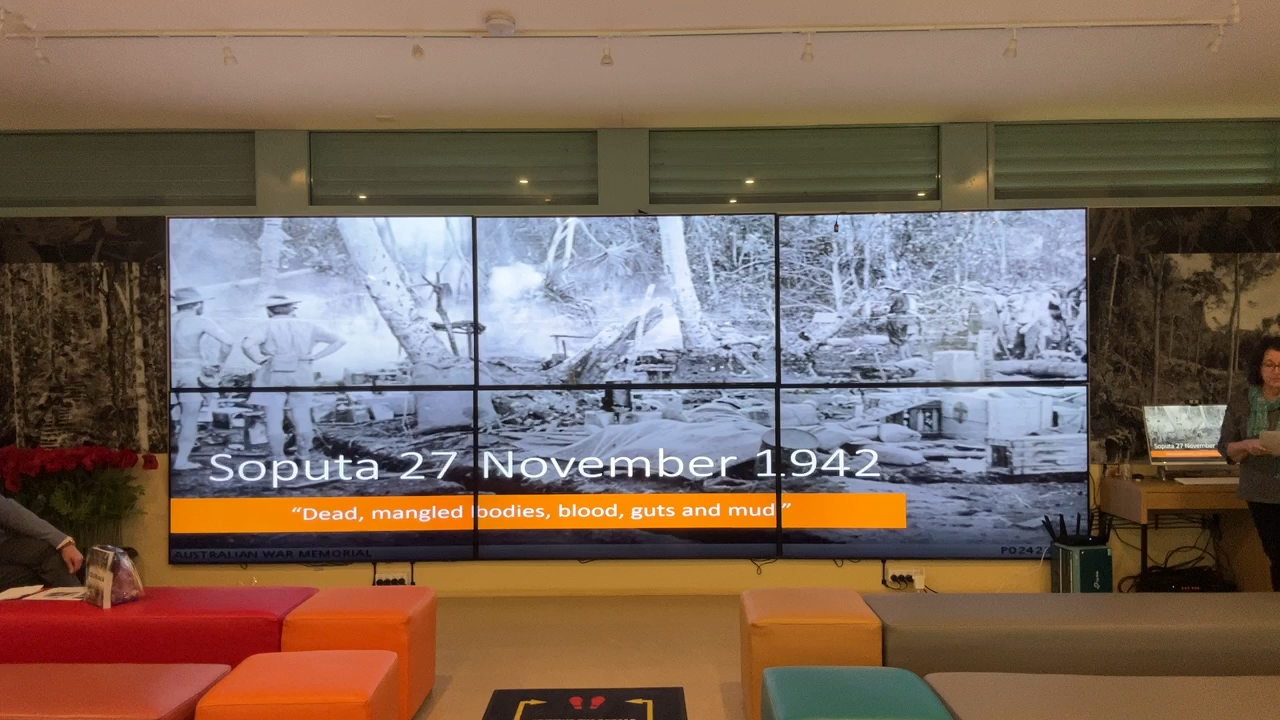 Soputa 27 November 1942
“Dead, mangled bodies, blood, guts and mud”
AUSTRALIAN WAR MEMORIAL
Soputa 27 November